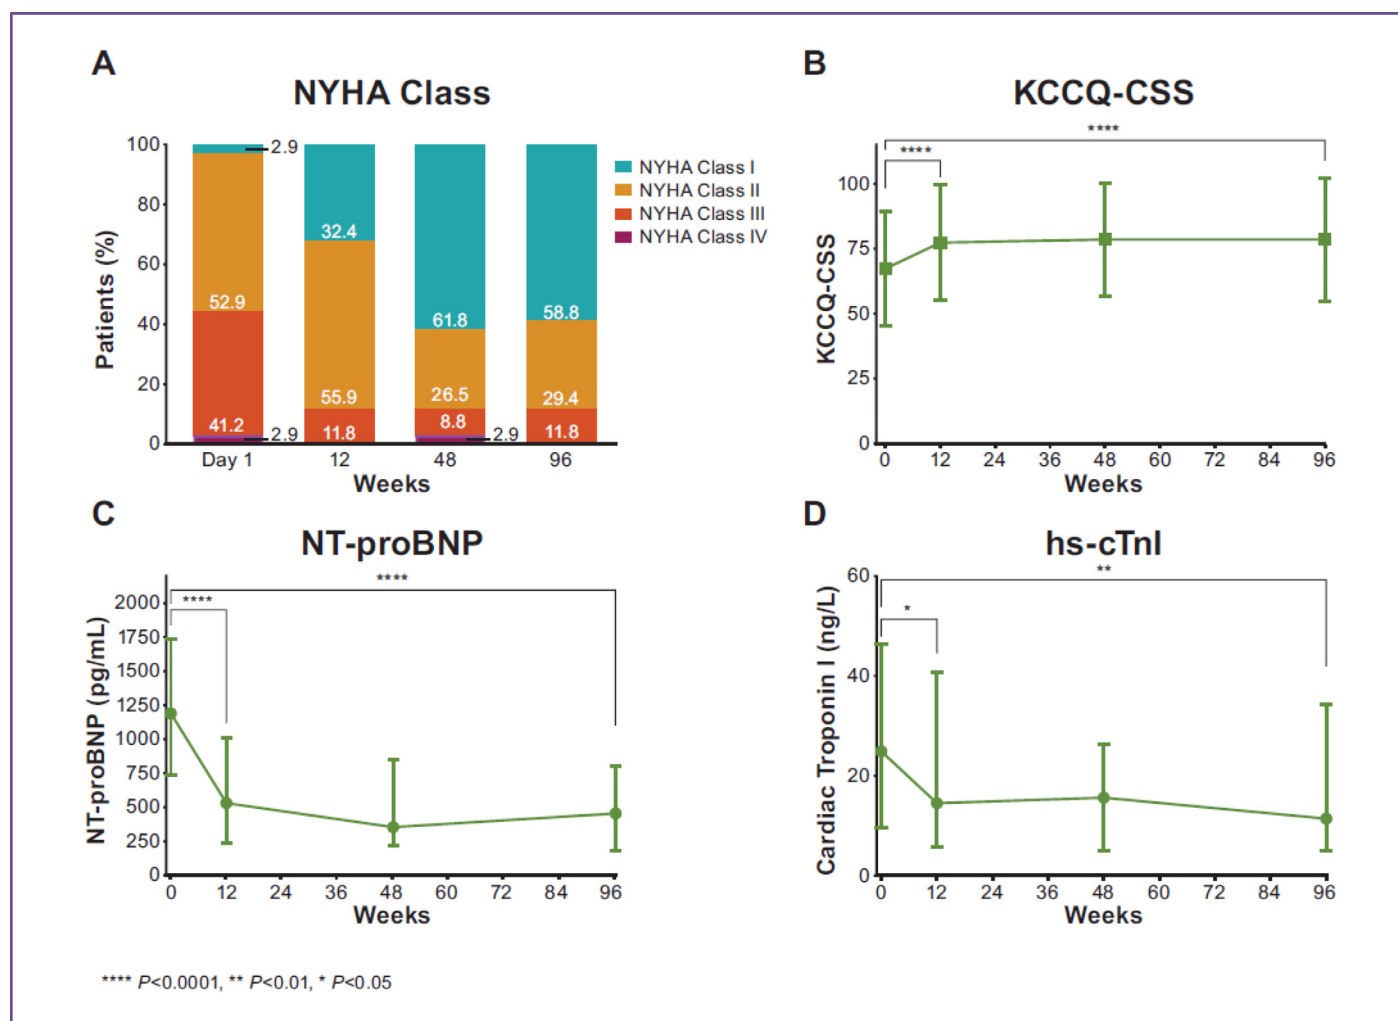 A
NYHA Class
100
80
60
40
20
0
Patients (%)
2.9
52.9
41.2
2.9
32.4
55.9
11.8
61.8
26.5
8.8
2.9
58.8
29.4
11.8
Day 1 12 48 96
Weeks
NYHA Class I
NYHA Class II
NYHA Class III
NYHA Class IV
B
KCCQ-CSS
****
****
100
75
50
25
0
KCCQ-CSS
0 12 24 36 48 60 72 84 96
Weeks
C
NT-proBNP
****
****
2000
1750
1500
1250
1000
750
500
250
0
NT-proBNP (pg/mL)
0 12 24 36 48 60 72 84 96
Weeks
D
hs-cTnI
**
*
60
40
20
0
Cardiac Troponin I (ng/L)
0 12 24 36 48 60 72 84 96
Weeks
**** P<0.0001, ** P<0.01, * P<0.05